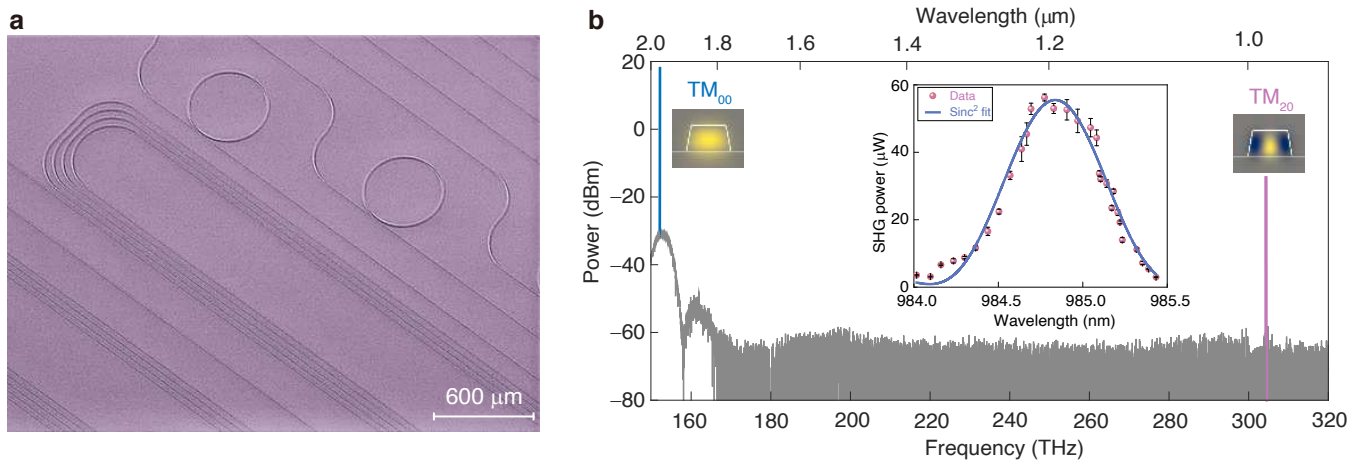 a
600 μm
b
Wavelength (μm)
2.0 1.8 1.6 1.4 1.2 1.0
20
0
−20
−40
−60
−80
Power (dBm)
TM00
TM20
Data
Sinc² fit
60
40
20
0
SHG power (μW)
984.0 984.5 985.0 985.5
Wavelength (nm)
160 180 200 220 240 260 280 300 320
Frequency (THz)